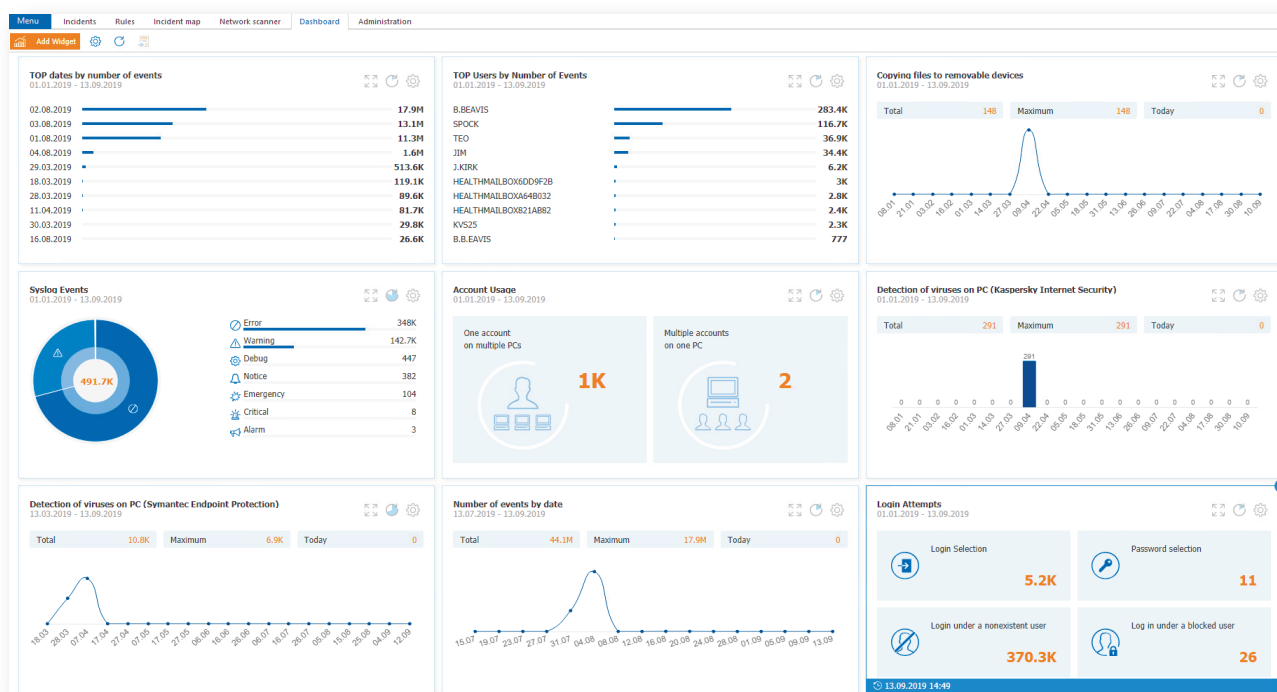 Menu Incidents Rules Incident map Network scanner Dashboard Administration
Add Widget
TOP dates by number of events
01.01.2019 - 13.09.2019
02.08.2019 17.9M
03.08.2019 13.1M
01.08.2019 11.3M
04.08.2019 1.6M
29.03.2019 513.6K
18.03.2019 119.1K
28.03.2019 89.6K
11.04.2019 81.7K
30.03.2019 29.8K
16.08.2019 26.6K
TOP Users by Number of Events
01.01.2019 - 13.09.2019
B.BEAVIS 283.4K
SPOCK 116.7K
TEO 36.9K
JIM 34.4K
J.KIRK 6.2K
HEALTHMAILBOX6DD9F2B 3K
HEALTHMAILBOXA64B032 2.8K
HEALTHMAILBOX821AB82 2.4K
KVS25 2.3K
B.B.EAVIS 777
Copying files to removable devices
01.01.2019 - 13.09.2019
Total 148 Maximum 148 Today 0
08.01 21.01 03.02 16.02 01.03 14.03 27.03 09.04 22.04 05.05 18.05 31.05 13.06 26.06 09.07 22.07 04.08 17.08 30.08 10.09
Syslog Events
01.01.2019 - 13.09.2019
491.7K
Error 348K
Warning 142.7K
Debug 447
Notice 382
Emergency 104
Critical 8
Alarm 3
Account Usage
01.01.2019 - 13.09.2019
One account
on multiple PCs
1K
Multiple accounts
on one PC
2
Detection of viruses on PC (Kaspersky Internet Security)
01.01.2019 - 13.09.2019
Total 291 Maximum 291 Today 0
291
0 0 0 0 0 0 0 0 0 0 0 0 0 0 0 0 0 0 0
08.01 21.01 03.02 16.02 01.03 14.03 27.03 09.04 22.04 05.05 18.05 31.05 13.06 26.06 09.07 22.07 04.08 17.08 30.08 10.09
Detection of viruses on PC (Symantec Endpoint Protection)
13.03.2019 - 13.09.2019
Total 10.8K Maximum 6.9K Today 0
18.03 28.03 07.04 17.04 27.04 07.05 17.05 27.05 06.06 16.06 26.06 06.07 16.07 26.07 05.08 15.08 25.08 04.09 12.09
Number of events by date
13.07.2019 - 13.09.2019
Total 44.1M Maximum 17.9M Today 0
15.07 19.07 23.07 27.07 31.07 04.08 08.08 12.08 16.08 20.08 24.08 28.08 01.09 05.09 09.09 13.09
Login Attempts
01.01.2019 - 13.09.2019
Login Selection
5.2K
Password selection
11
Login under a nonexistent user
370.3K
Log in under a blocked user
26
13.09.2019 14:49